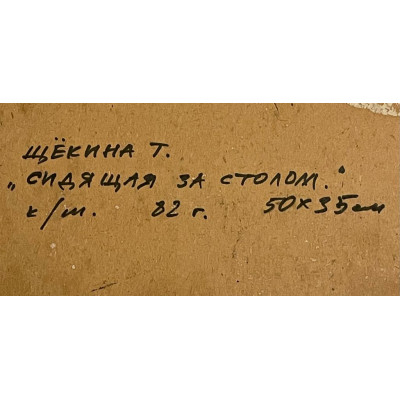 ЩЁКИНА Т.
„СИДЯЩАЯ ЗА СТОЛОМ."
к/т. 82 г. 50×35см